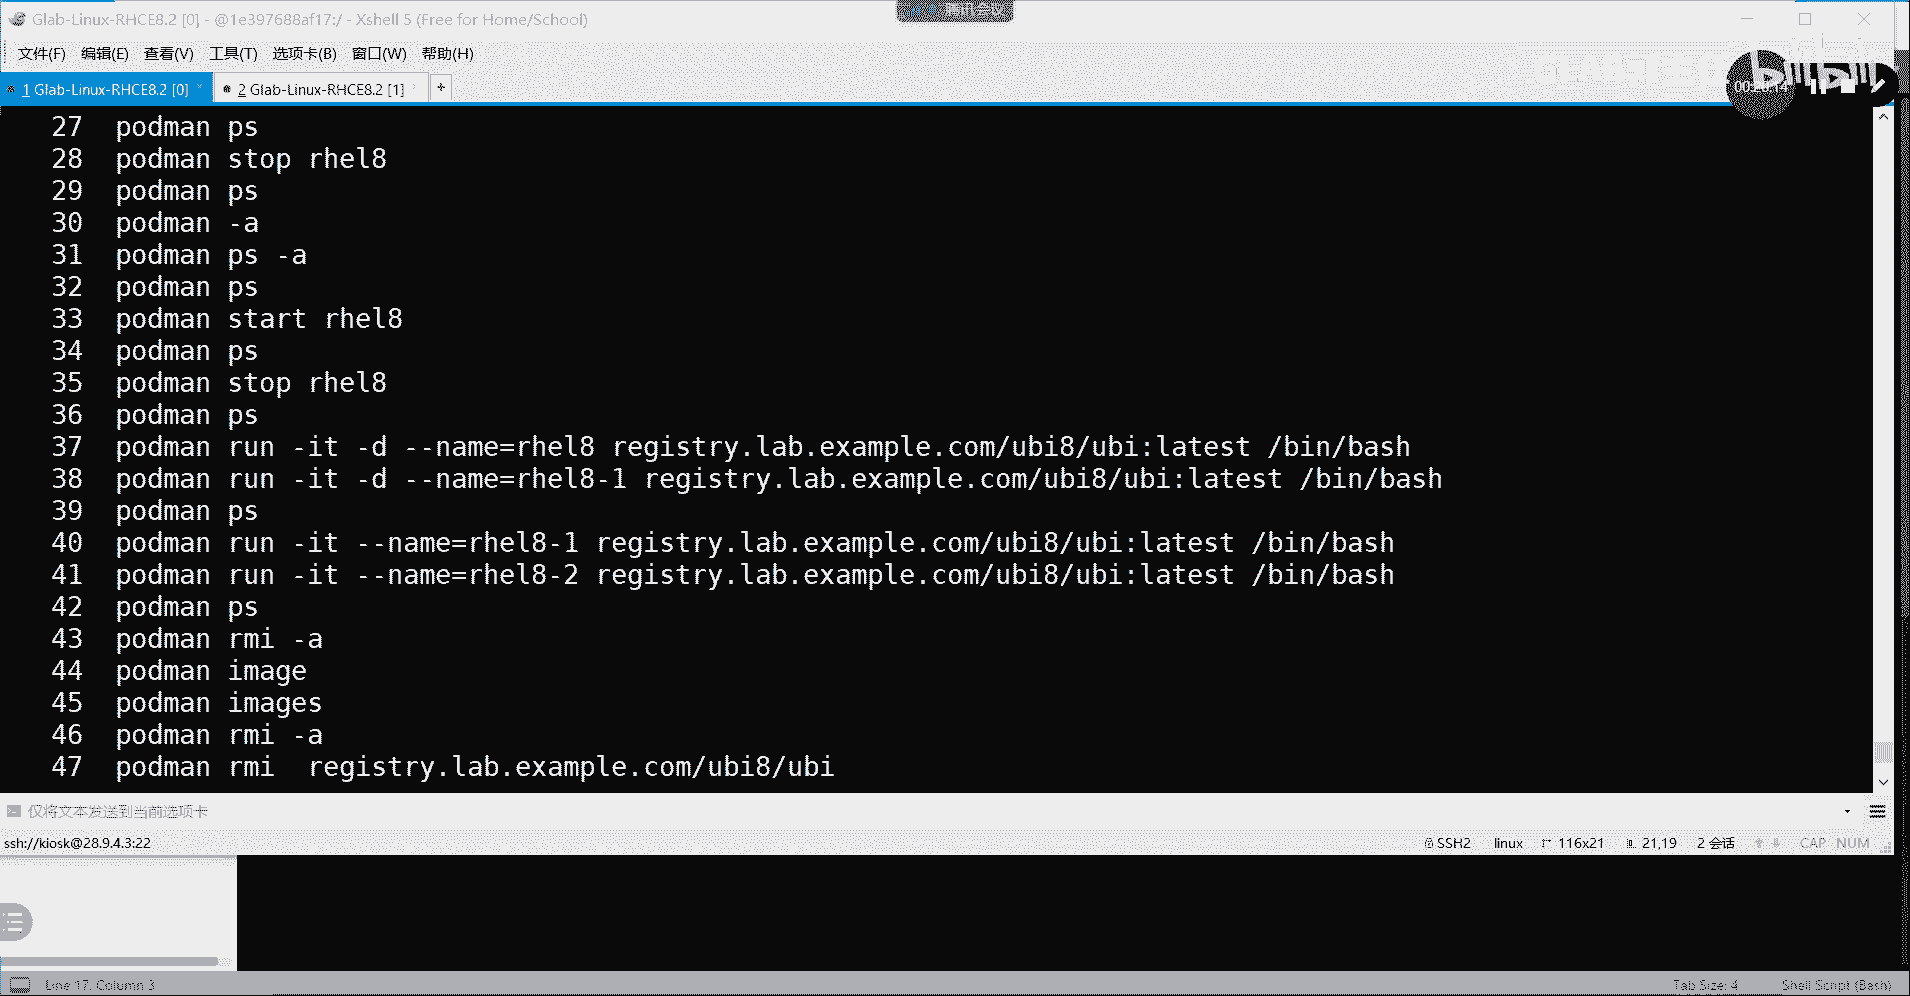 Glab-Linux-RHCE8.2 [0] - @1e397688af17:/ - Xshell 5 (Free for Home/School)
文件(F) 编辑(E) 查看(V) 工具(T) 选项卡(B) 窗口(W) 帮助(H)
1 Glab-Linux-RHCE8.2 [0] 2 Glab-Linux-RHCE8.2 [1] +
27 podman ps
28 podman stop rhel8
29 podman ps
30 podman -a
31 podman ps -a
32 podman ps
33 podman start rhel8
34 podman ps
35 podman stop rhel8
36 podman ps
37 podman run -it -d --name=rhel8 registry.lab.example.com/ubi8/ubi:latest /bin/bash
38 podman run -it -d --name=rhel8-1 registry.lab.example.com/ubi8/ubi:latest /bin/bash
39 podman ps
40 podman run -it --name=rhel8-1 registry.lab.example.com/ubi8/ubi:latest /bin/bash
41 podman run -it --name=rhel8-2 registry.lab.example.com/ubi8/ubi:latest /bin/bash
42 podman ps
43 podman rmi -a
44 podman image
45 podman images
46 podman rmi -a
47 podman rmi  registry.lab.example.com/ubi8/ubi
仅将文本发送到当前选项卡
ssh://kiosk@28.9.4.3:22 SSH2 linux 116x21 21,19 2 会话 CAP NUM
Line 17, Column 3 Tab Size: 4 Shell Script (Bash)